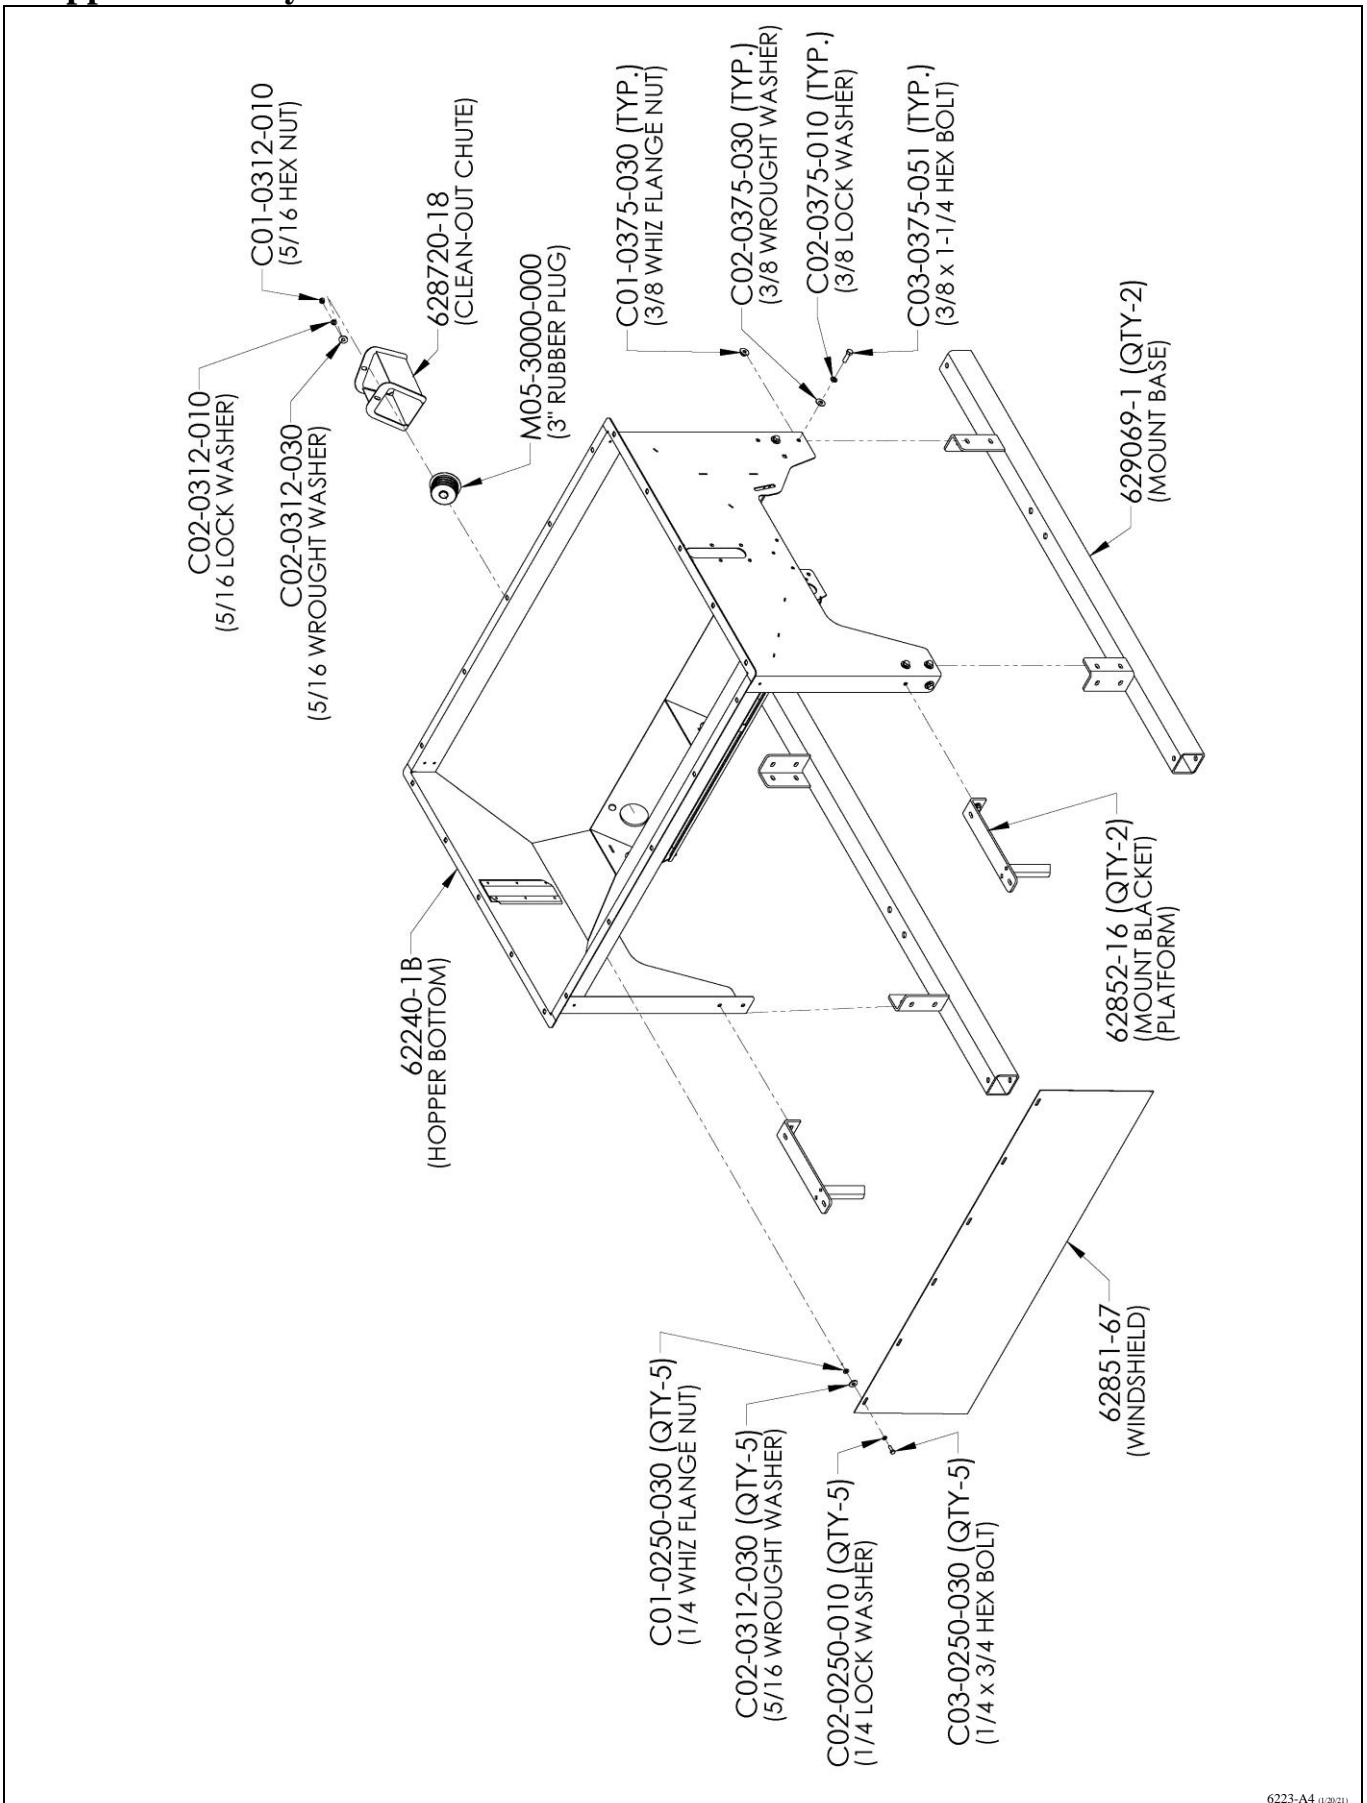 C01-0312-010
(5/16 HEX NUT)
628720-18
(CLEAN-OUT CHUTE)
M05-3000-000
(3" RUBBER PLUG)
C02-0312-010
(5/16 LOCK WASHER)
C02-0312-030
(5/16 WROUGHT WASHER)
C01-0375-030 (TYP.)
(3/8 WHIZ FLANGE NUT)
C02-0375-030 (TYP.)
(3/8 WROUGHT WASHER)
C02-0375-010 (TYP.)
(3/8 LOCK WASHER)
C03-0375-051 (TYP.)
(3/8 x 1-1/4 HEX BOLT)
629069-1 (QTY-2)
(MOUNT BASE)
62240-1B
(HOPPER BOTTOM)
62852-16 (QTY-2)
(MOUNT BLACKET)
(PLATFORM)
C01-0250-030 (QTY-5)
(1/4 WHIZ FLANGE NUT)
C02-0312-030 (QTY-5)
(5/16 WROUGHT WASHER)
C02-0250-010 (QTY-5)
(1/4 LOCK WASHER)
C03-0250-030 (QTY-5)
(1/4 x 3/4 HEX BOLT)
62851-67
(WINDSHIELD)
6223-A4 (1/20/21)